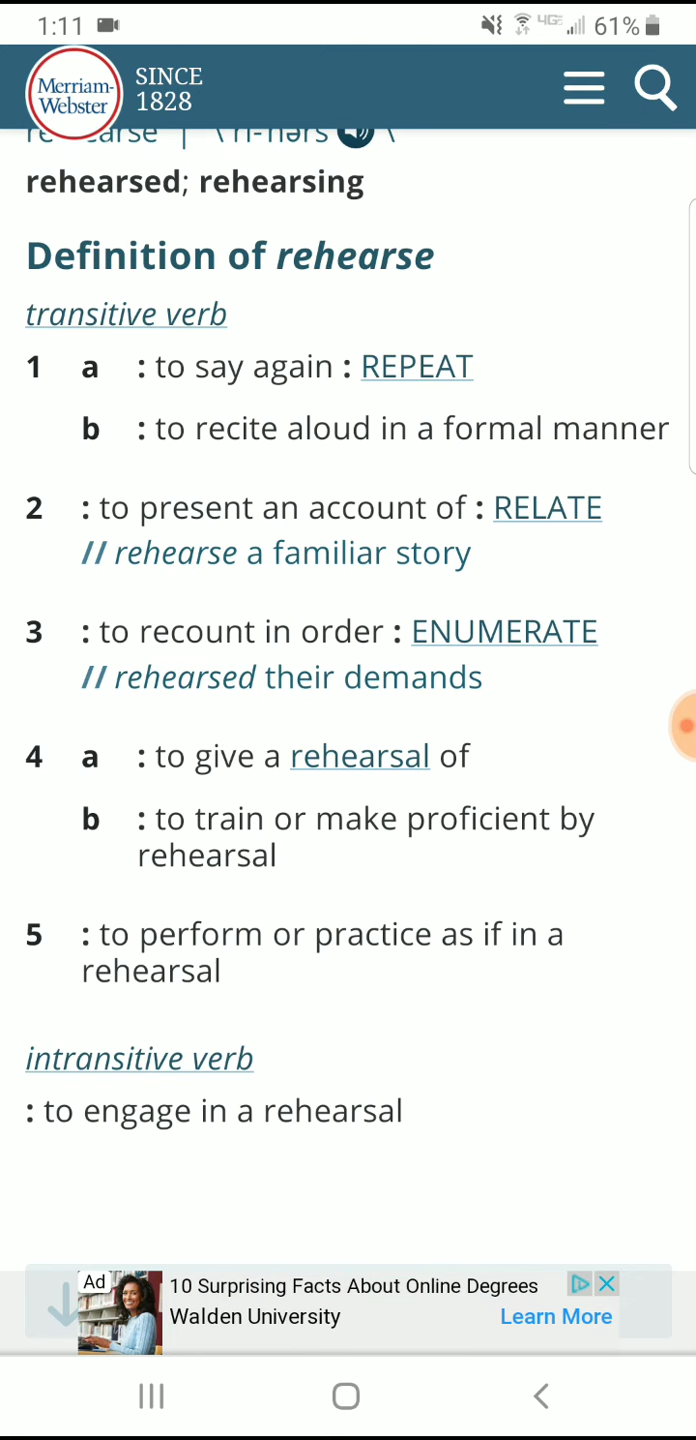 1:11 4GE 61%
Merriam-
Webster
SINCE
1828
rehearsed; rehearsing
Definition of rehearse
transitive verb
1 a : to say again : REPEAT
b : to recite aloud in a formal manner
2 : to present an account of : RELATE
// rehearse a familiar story
3 : to recount in order : ENUMERATE
// rehearsed their demands
4 a : to give a rehearsal of
b : to train or make proficient by
rehearsal
5 : to perform or practice as if in a
rehearsal
intransitive verb
: to engage in a rehearsal
Ad
10 Surprising Facts About Online Degrees
Walden University Learn More